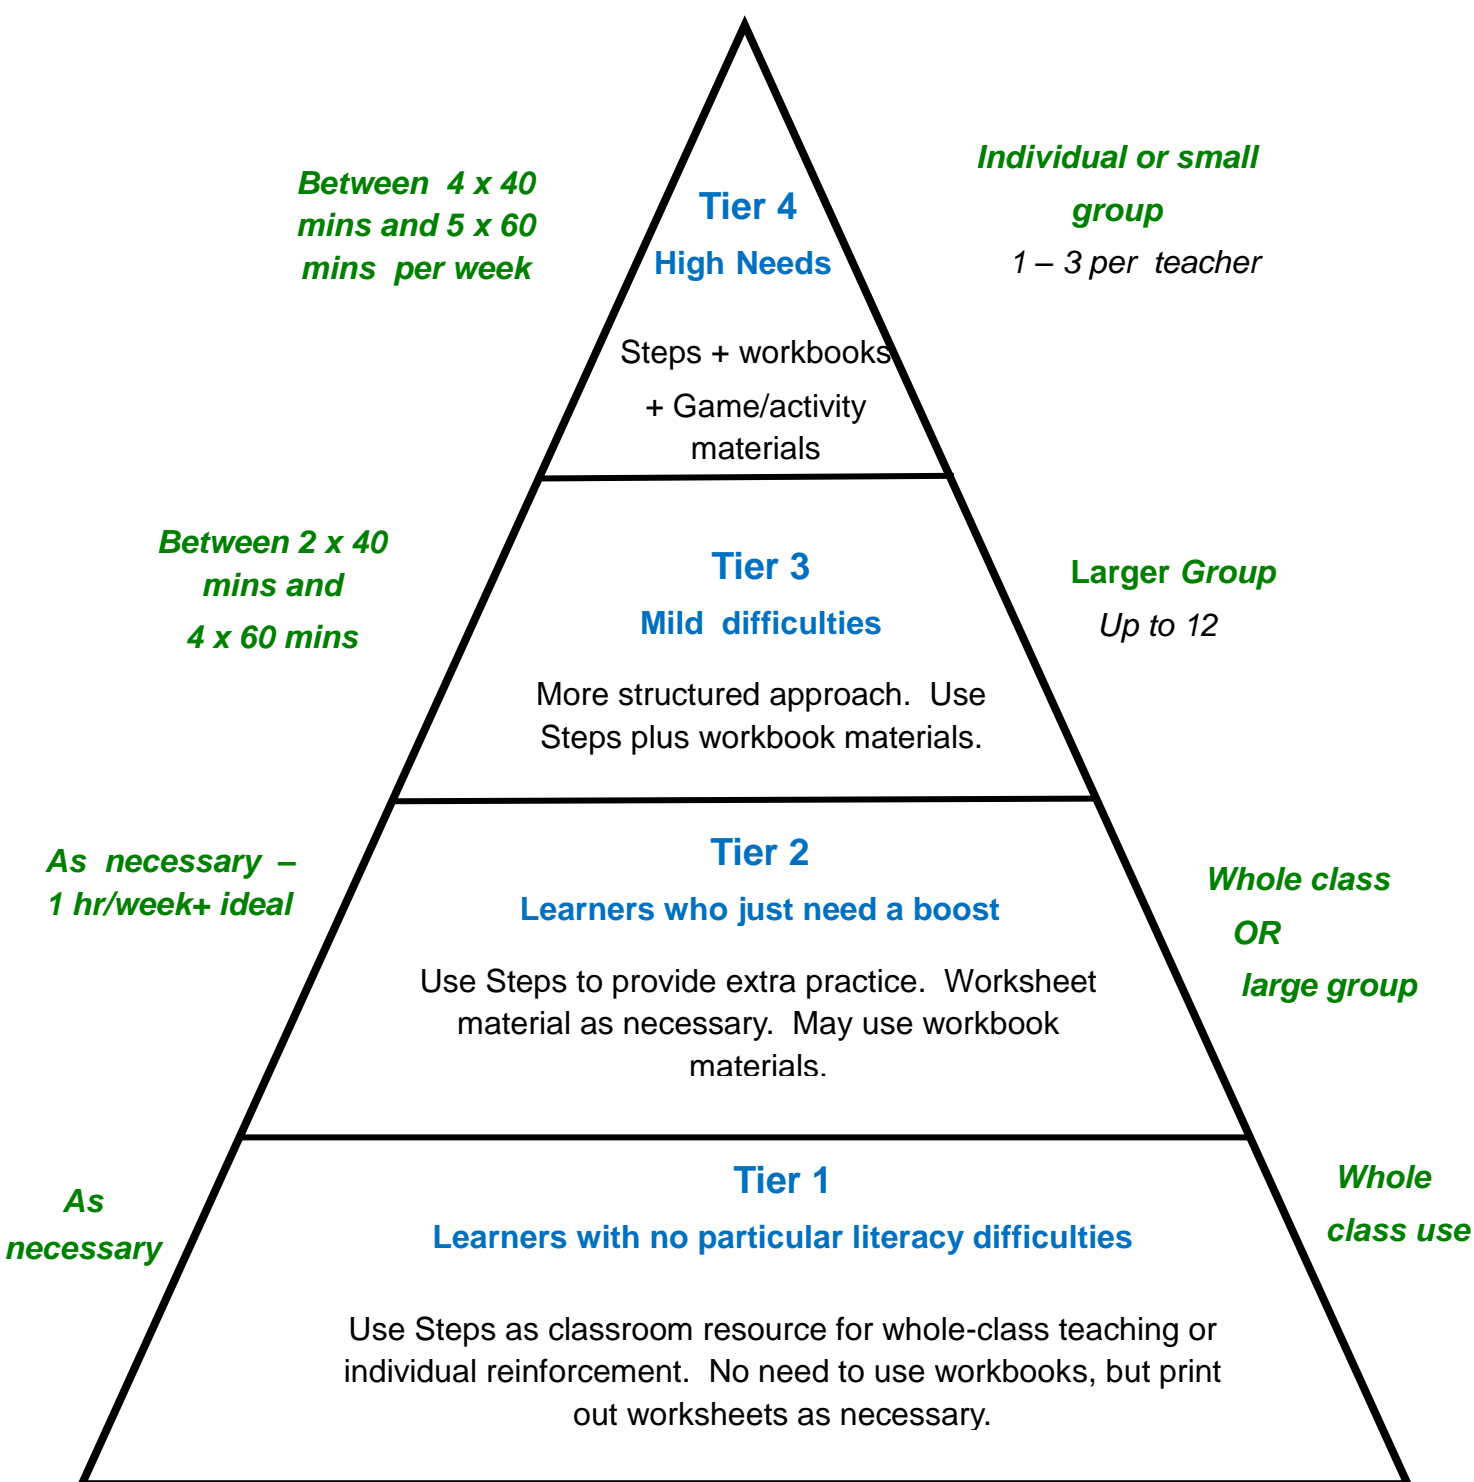 Between 4 x 40
mins and 5 x 60
mins per week
Tier 4
High Needs
Steps + workbooks
+ Game/activity
materials
Individual or small
group
1 – 3 per teacher
Between 2 x 40
mins and
4 x 60 mins
Tier 3
Mild difficulties
More structured approach. Use
Steps plus workbook materials.
Larger Group
Up to 12
As necessary –
1 hr/week+ ideal
Tier 2
Learners who just need a boost
Use Steps to provide extra practice. Worksheet
material as necessary. May use workbook
materials.
Whole class
OR
large group
As
necessary
Tier 1
Learners with no particular literacy difficulties
Use Steps as classroom resource for whole-class teaching or
individual reinforcement. No need to use workbooks, but print
out worksheets as necessary.
Whole
class use